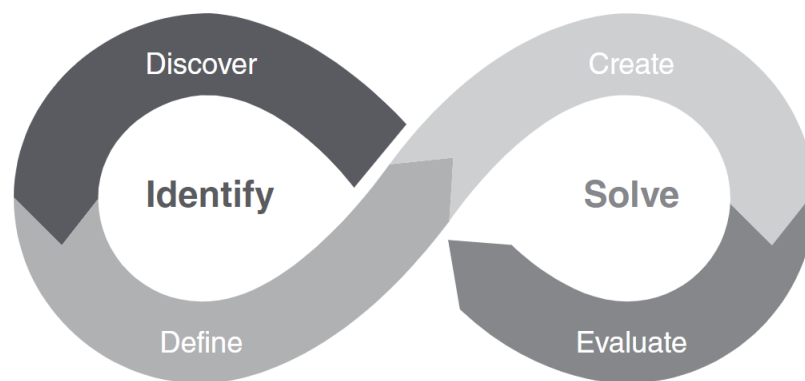 Discover
Create
Identify
Solve
Define
Evaluate